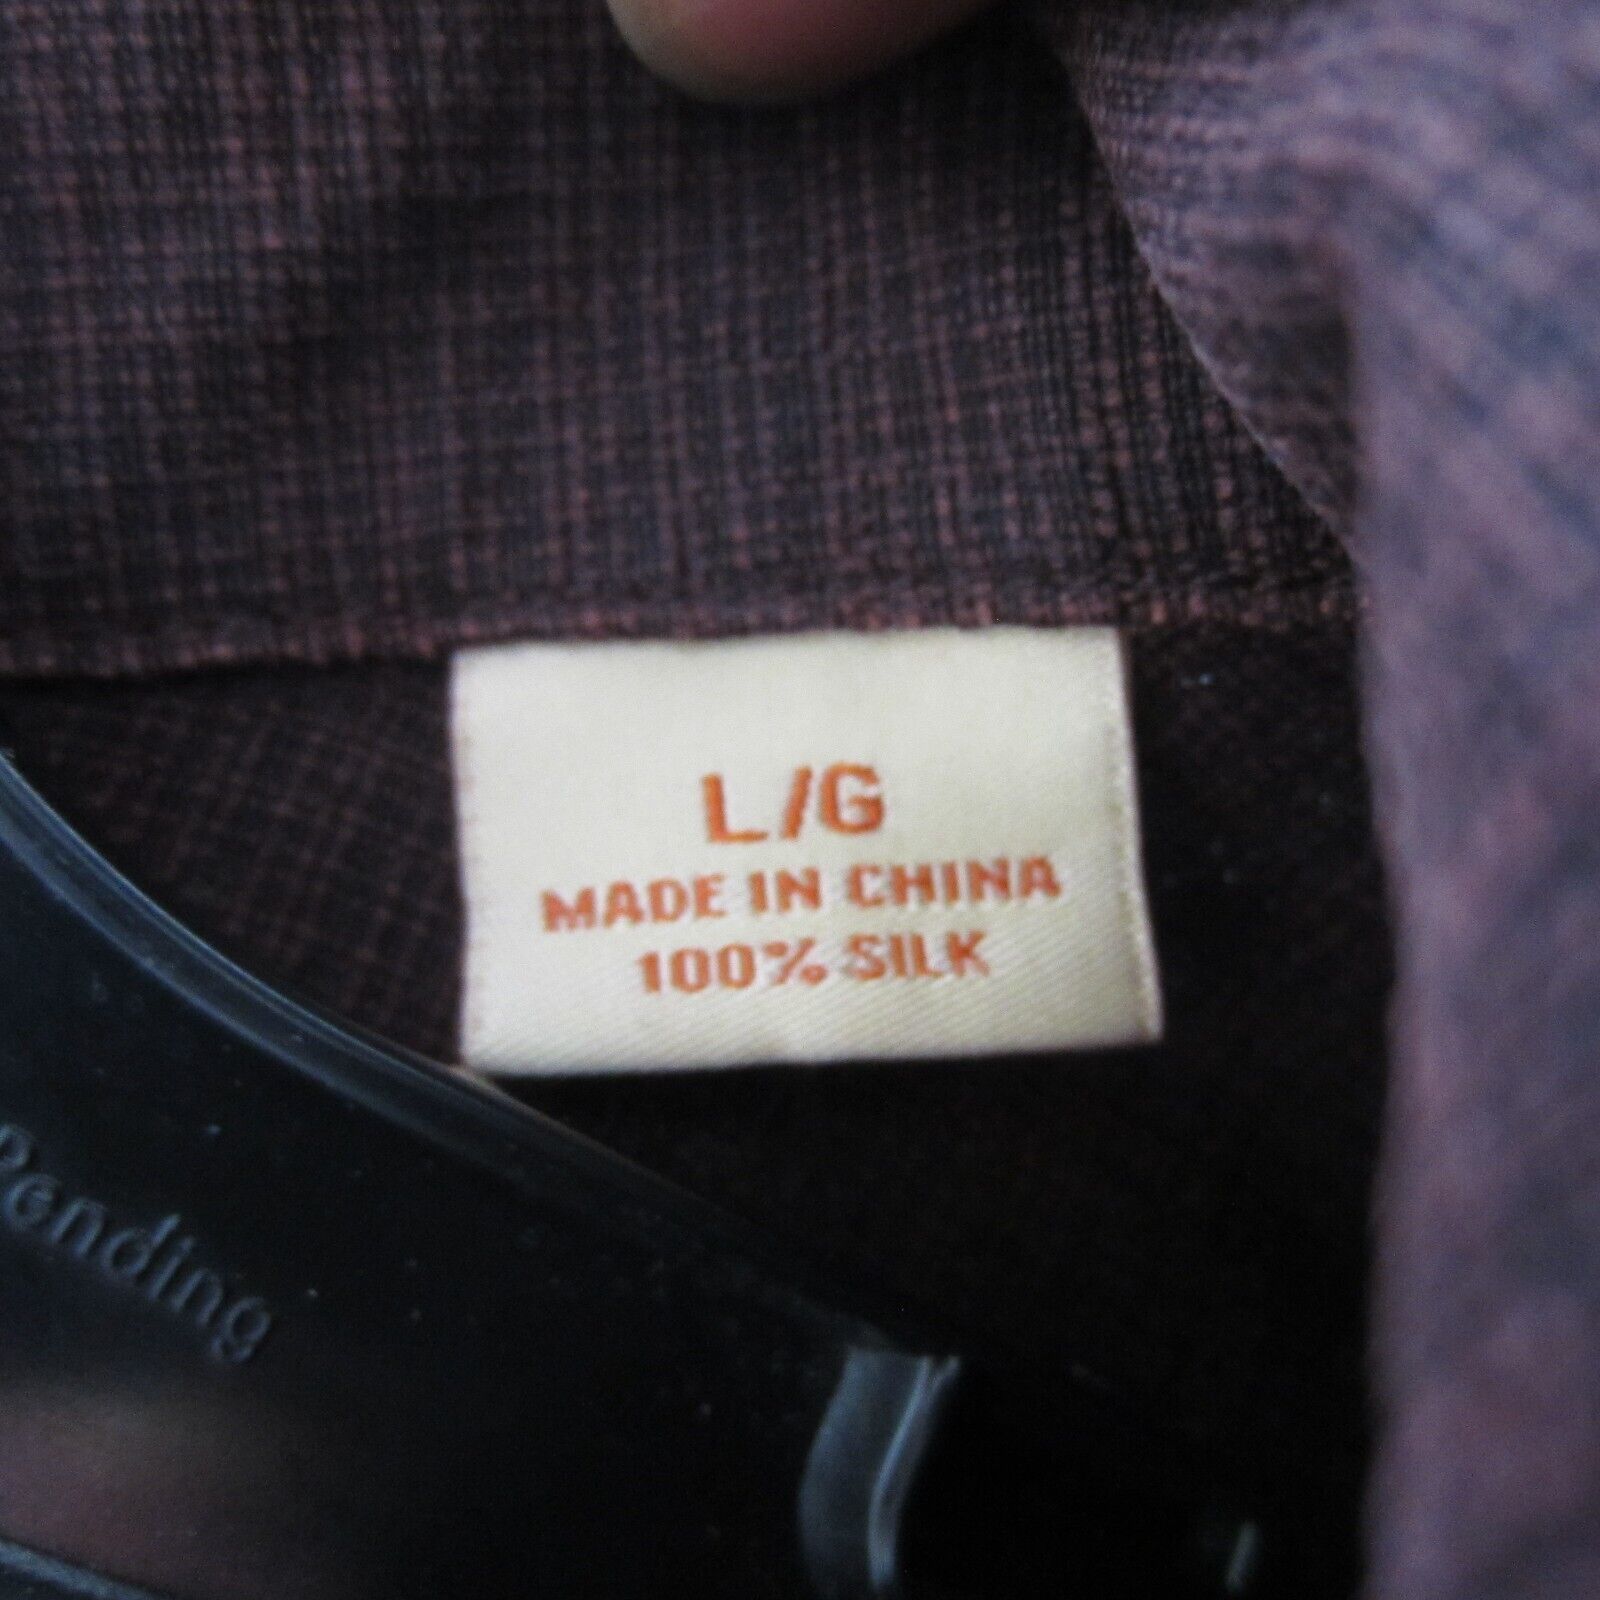 L/G
MADE IN CHINA
100% SILK
Pending